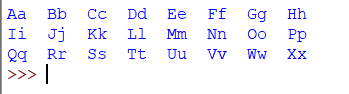 Aa Bb Cc Dd Ee Ff Gg Hh
Ii Jj Kk Ll Mm Nn Oo Pp
Qq Rr Ss Tt Uu Vv Ww Xx
>>>